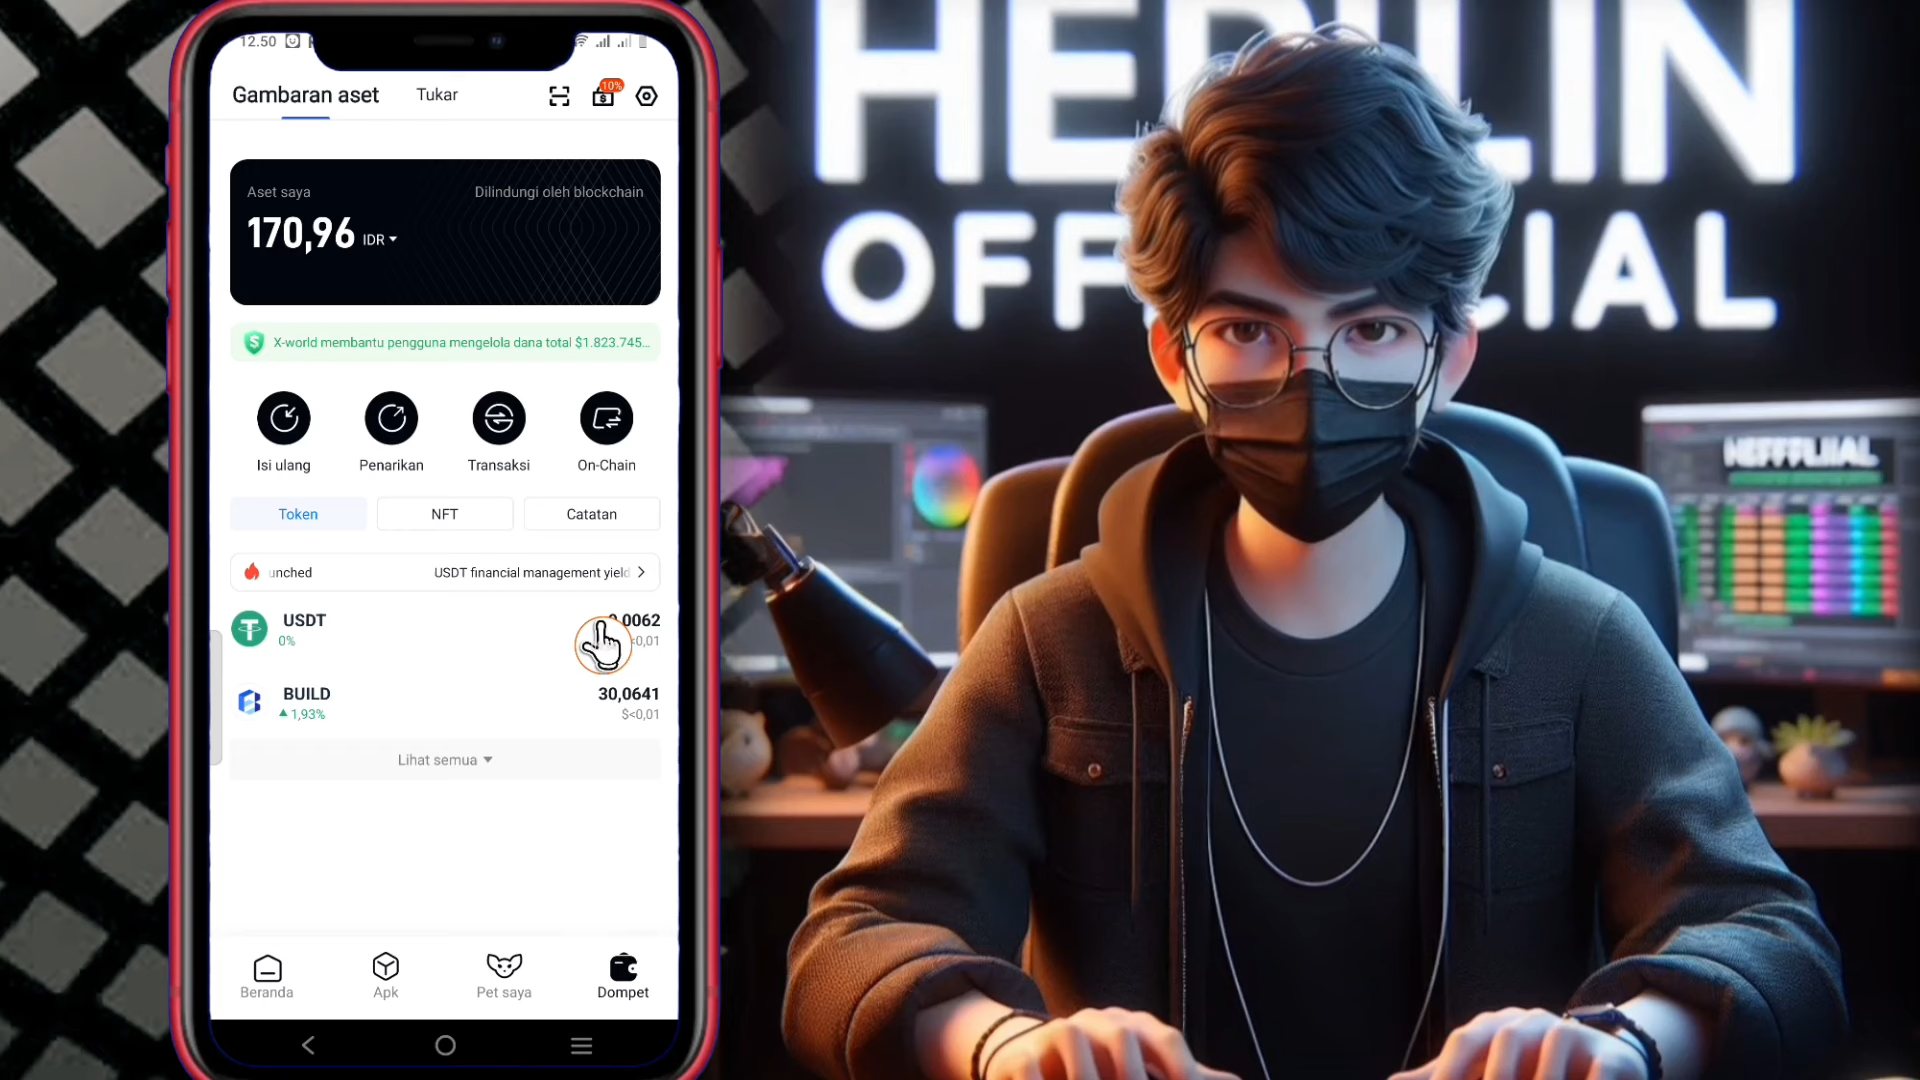 12.50
Gambaran aset
Tukar
10%
Aset saya
Dilindungi oleh blockchain
170,96 IDR
X-world membantu pengguna mengelola dana total $1.823.745...
Isi ulang
Penarikan
Transaksi
On-Chain
Token
NFT
Catatan
unched
USDT financial management yield
USDT
0062
0%
<0,01
BUILD
30,0641
1,93%
$<0,01
Lihat semua
Beranda
Apk
Pet saya
Dompet
OFF CIAL